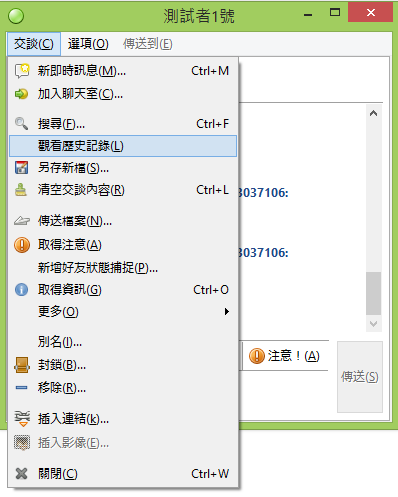 測試者1號
交談(C) 選項(O) 傳送到(E)
新即時訊息(M)... Ctrl+M
加入聊天室(C)...
搜尋(F)... Ctrl+F
觀看歷史記錄(L)
另存新檔(S)...
清空交談內容(R) Ctrl+L
3037106:
傳送檔案(N)...
取得注意(A)
3037106:
新增好友狀態捕捉(P)...
取得資訊(G) Ctrl+O
更多(O)
別名(I)...
注意！(A)
封鎖(B)...
傳送(S)
移除(R)...
插入連結(k)...
插入影像(E)...
關閉(C) Ctrl+W